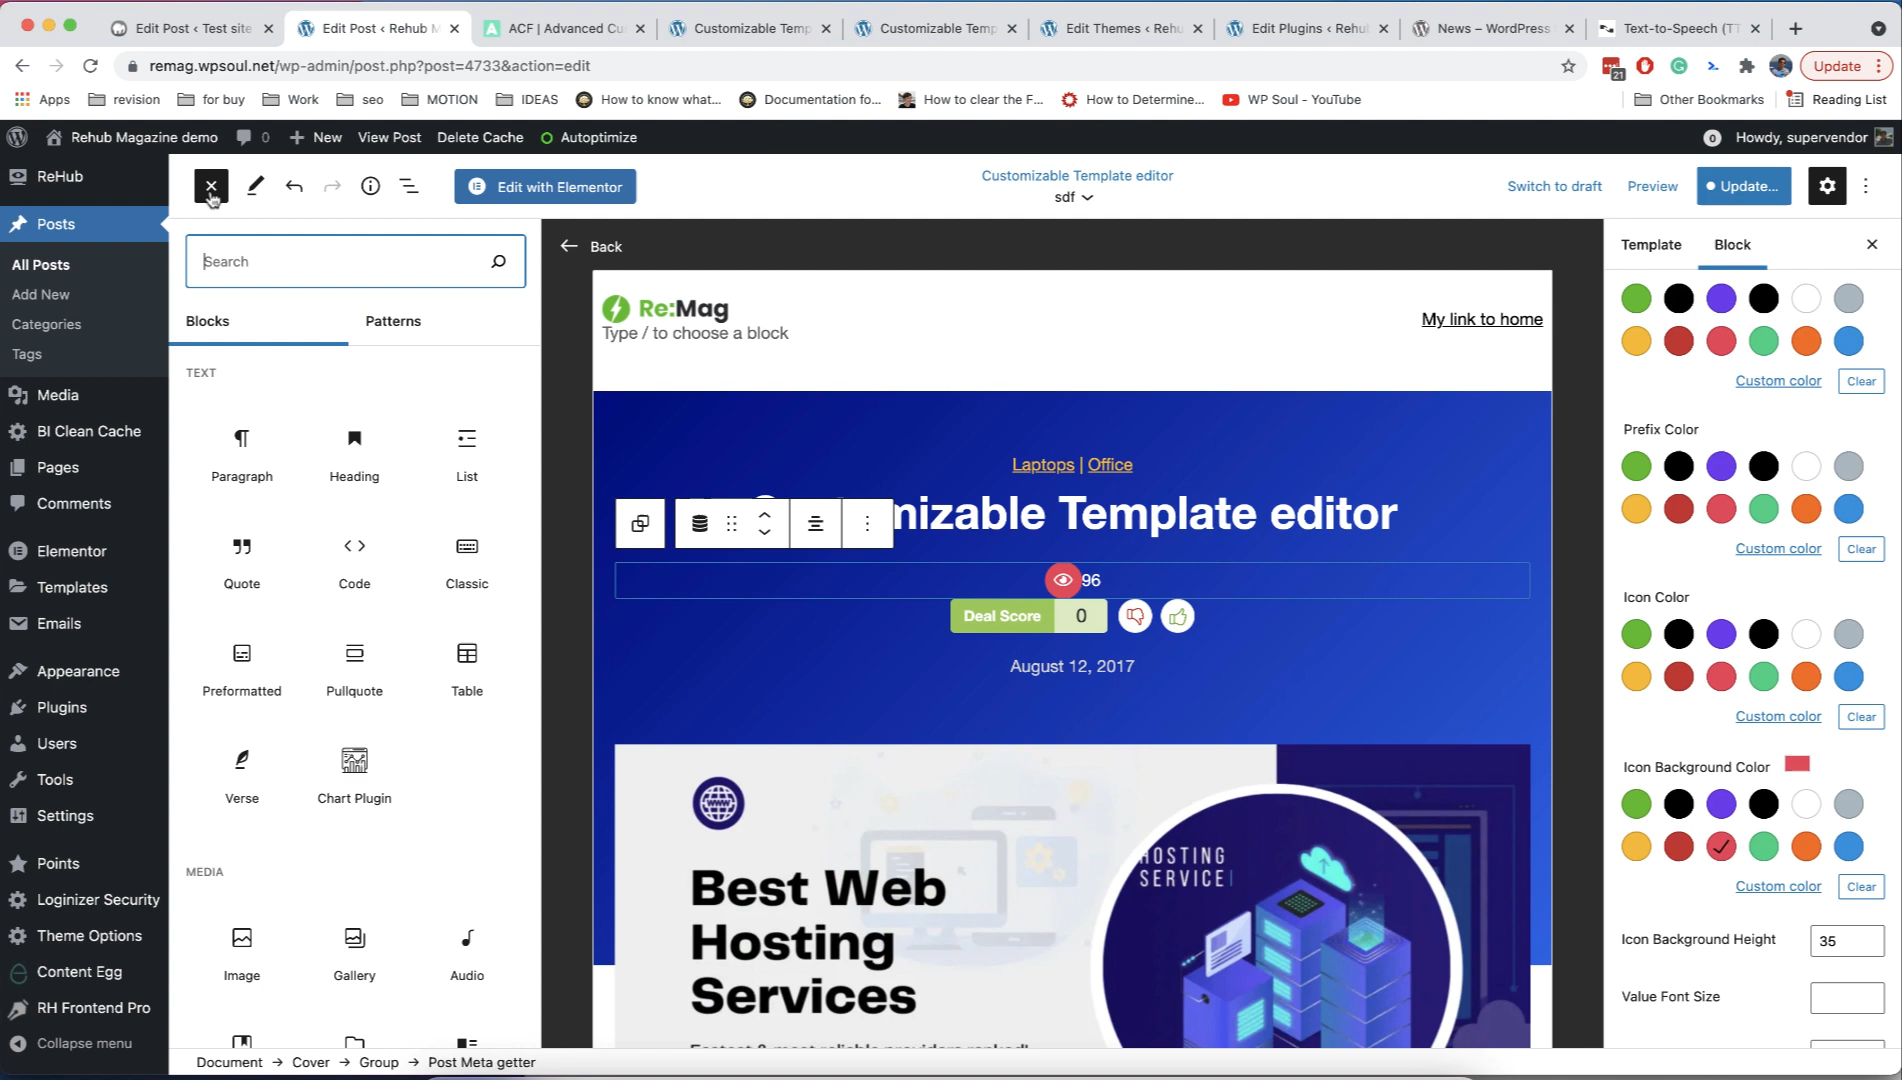 Edit Post ‹ Test site
Edit Post ‹ Rehub M
ACF | Advanced Cu
Customizable Temp
Customizable Temp
Edit Themes ‹ Rehu
Edit Plugins ‹ Rehul
News – WordPress
Text-to-Speech (TT
remag.wpsoul.net/wp-admin/post.php?post=4733&action=edit
21
Update
Apps
revision
for buy
Work
seo
MOTION
IDEAS
How to know what...
Documentation fo...
How to clear the F...
How to Determine...
WP Soul - YouTube
Other Bookmarks
Reading List
Rehub Magazine demo
0
New
View Post
Delete Cache
Autoptimize
0
Howdy, supervendor
ReHub
Posts
All Posts
Add New
Categories
Tags
Media
BI Clean Cache
Pages
Comments
Elementor
Templates
Emails
Appearance
Plugins
Users
Tools
Settings
Points
Loginizer Security
Theme Options
Content Egg
RH Frontend Pro
Collapse menu
Edit with Elementor
Customizable Template editor
sdf
Switch to draft
Preview
Update...
Search
Blocks
Patterns
TEXT
Paragraph
Heading
List
Quote
Code
Classic
Preformatted
Pullquote
Table
Verse
Chart Plugin
MEDIA
Image
Gallery
Audio
Back
Re:Mag
Type / to choose a block
My link to home
Laptops | Office
mizable Template editor
96
Deal Score
0
August 12, 2017
WWW
Best Web
Hosting
Services
HOSTING
SERVICE
Template
Block
Custom color
Clear
Prefix Color
Custom color
Clear
Icon Color
Custom color
Clear
Icon Background Color
Custom color
Clear
Icon Background Height
35
Value Font Size
Document → Cover → Group → Post Meta getter